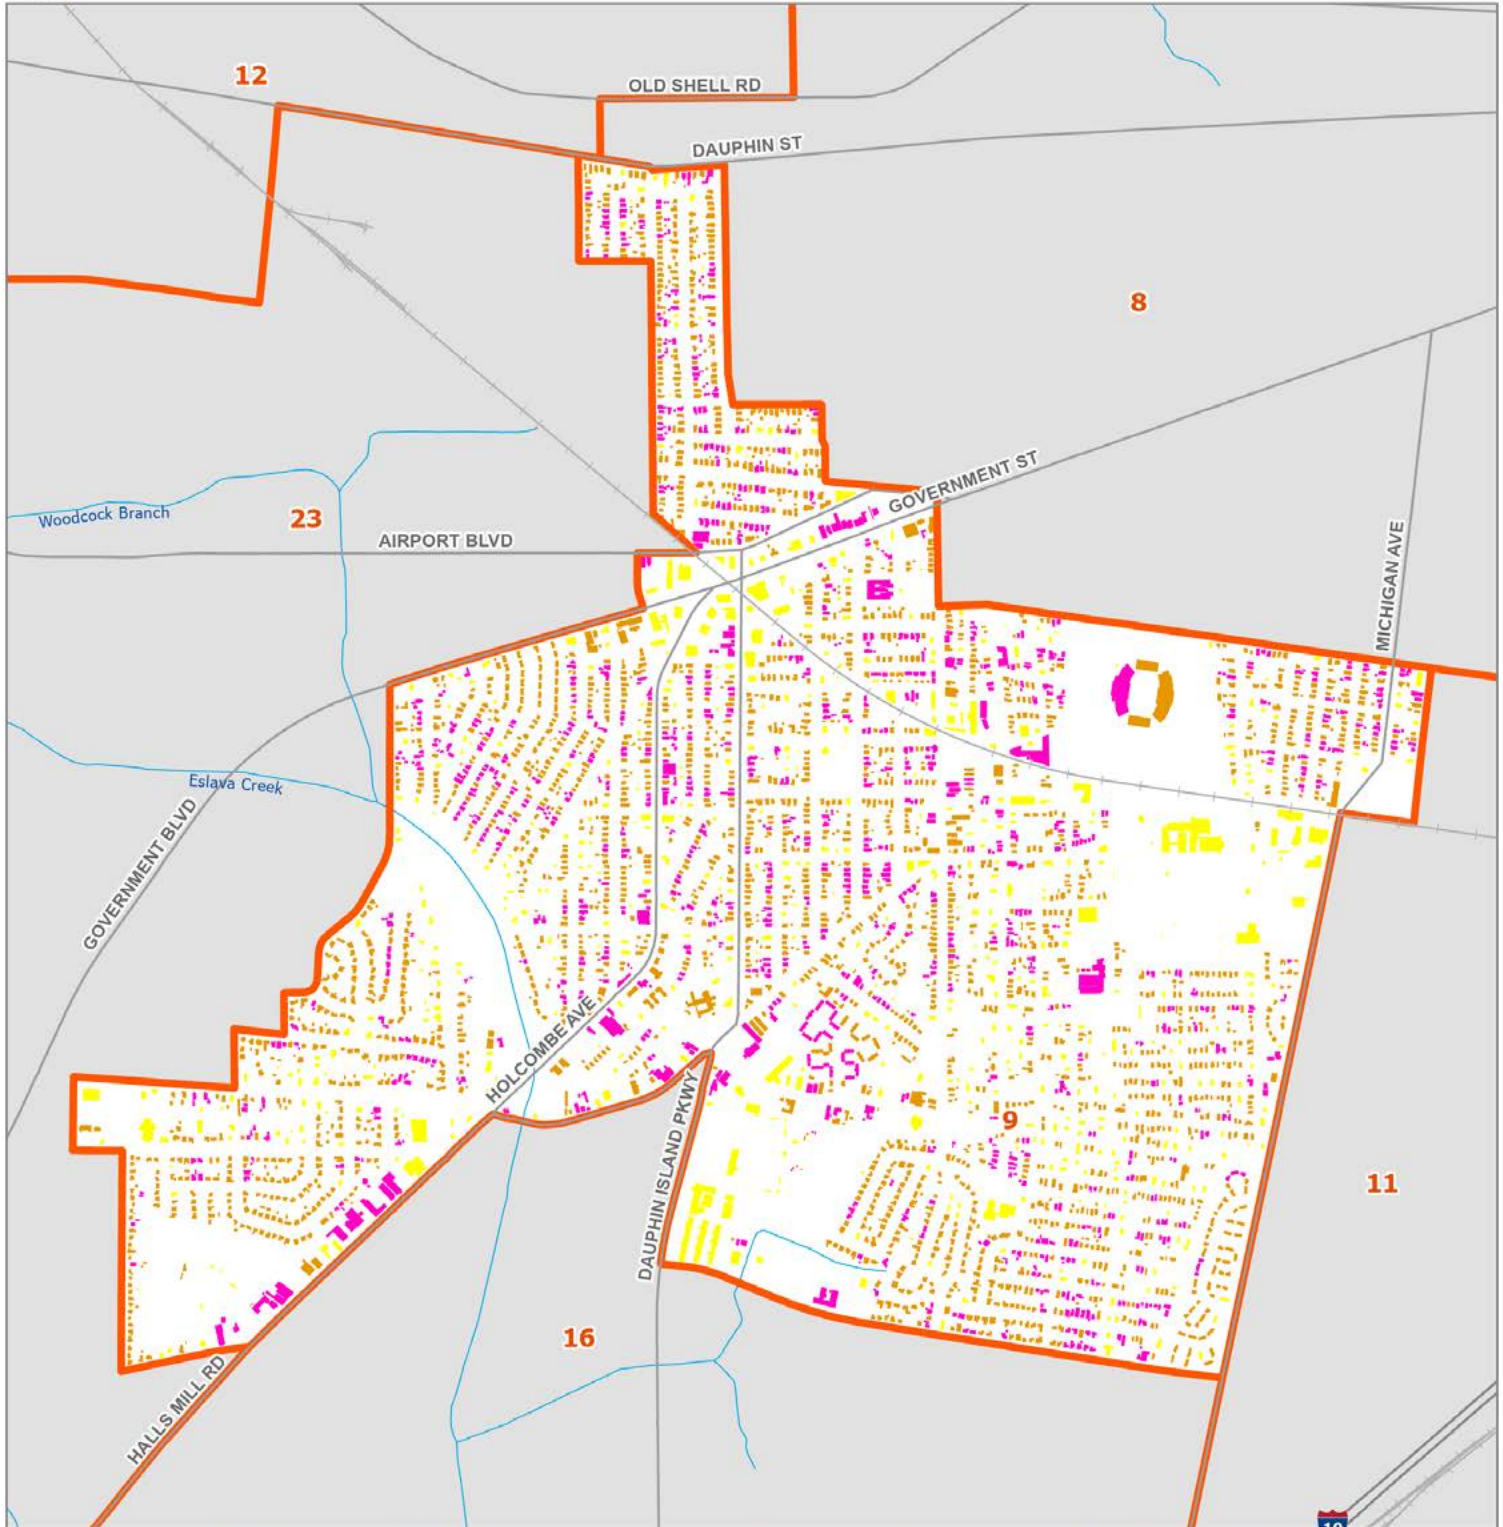 12
OLD SHELL RD
DAUPHIN ST
8
GOVERNMENT ST
Woodcock Branch
23
AIRPORT BLVD
MICHIGAN AVE
Eslava Creek
GOVERNMENT BLVD
HOLCOMBE AVE
DAUPHIN ISLAND PKWY
9
11
16
HALLS MILL RD
10